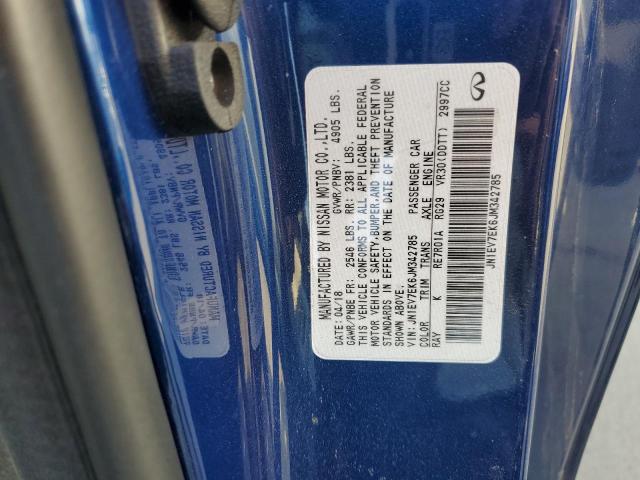 MANUFACTURED BY NISSAN MOTOR CO.,LTD.
DATE: 04/18 GVWR/PNBV: 4905 LBS.
GAWR/PNBE FR: 2546 LBS. RR: 2381 LBS.
THIS VEHICLE CONFORMS TO ALL APPLICABLE FEDERAL
MOTOR VEHICLE SAFETY,BUMPER,AND THEFT PREVENTION
STANDARDS IN EFFECT ON THE DATE OF MANUFACTURE
SHOWN ABOVE.
VIN:JN1EV7EK6JM342785 PASSENGER CAR
COLOR TRIM TRANS AXLE ENGINE
RAY K RE7R01A RG29 VR30(DDTT) 2997CC
JN1EV7EK6JM342785